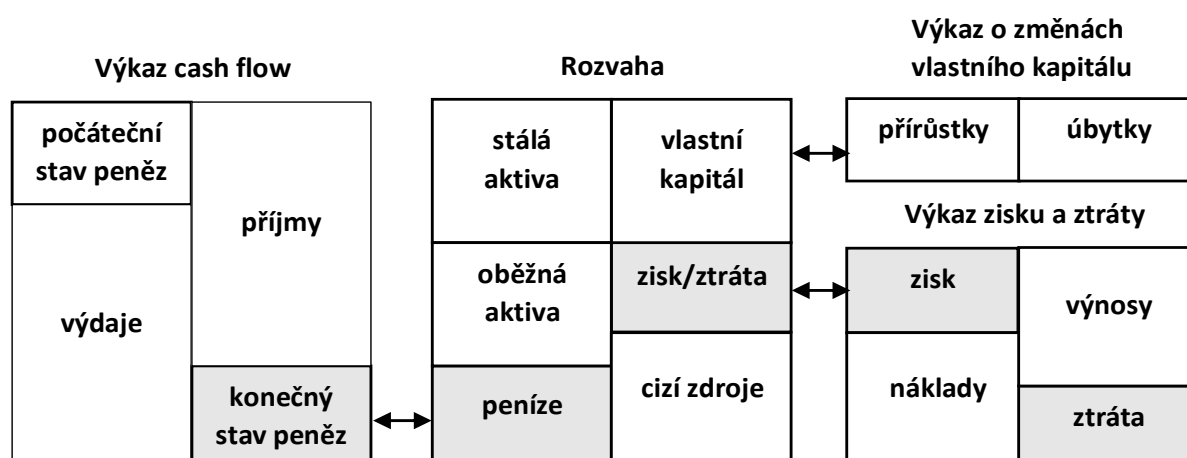 Výkaz cash flow
počáteční
stav peněz
příjmy
výdaje
konečný
stav peněz
Rozvaha
stálá
aktiva
vlastní
kapitál
oběžná
aktiva
zisk/ztráta
peníze
cizí zdroje
Výkaz o změnách
vlastního kapitálu
přírůstky
úbytky
Výkaz zisku a ztráty
zisk
výnosy
náklady
ztráta